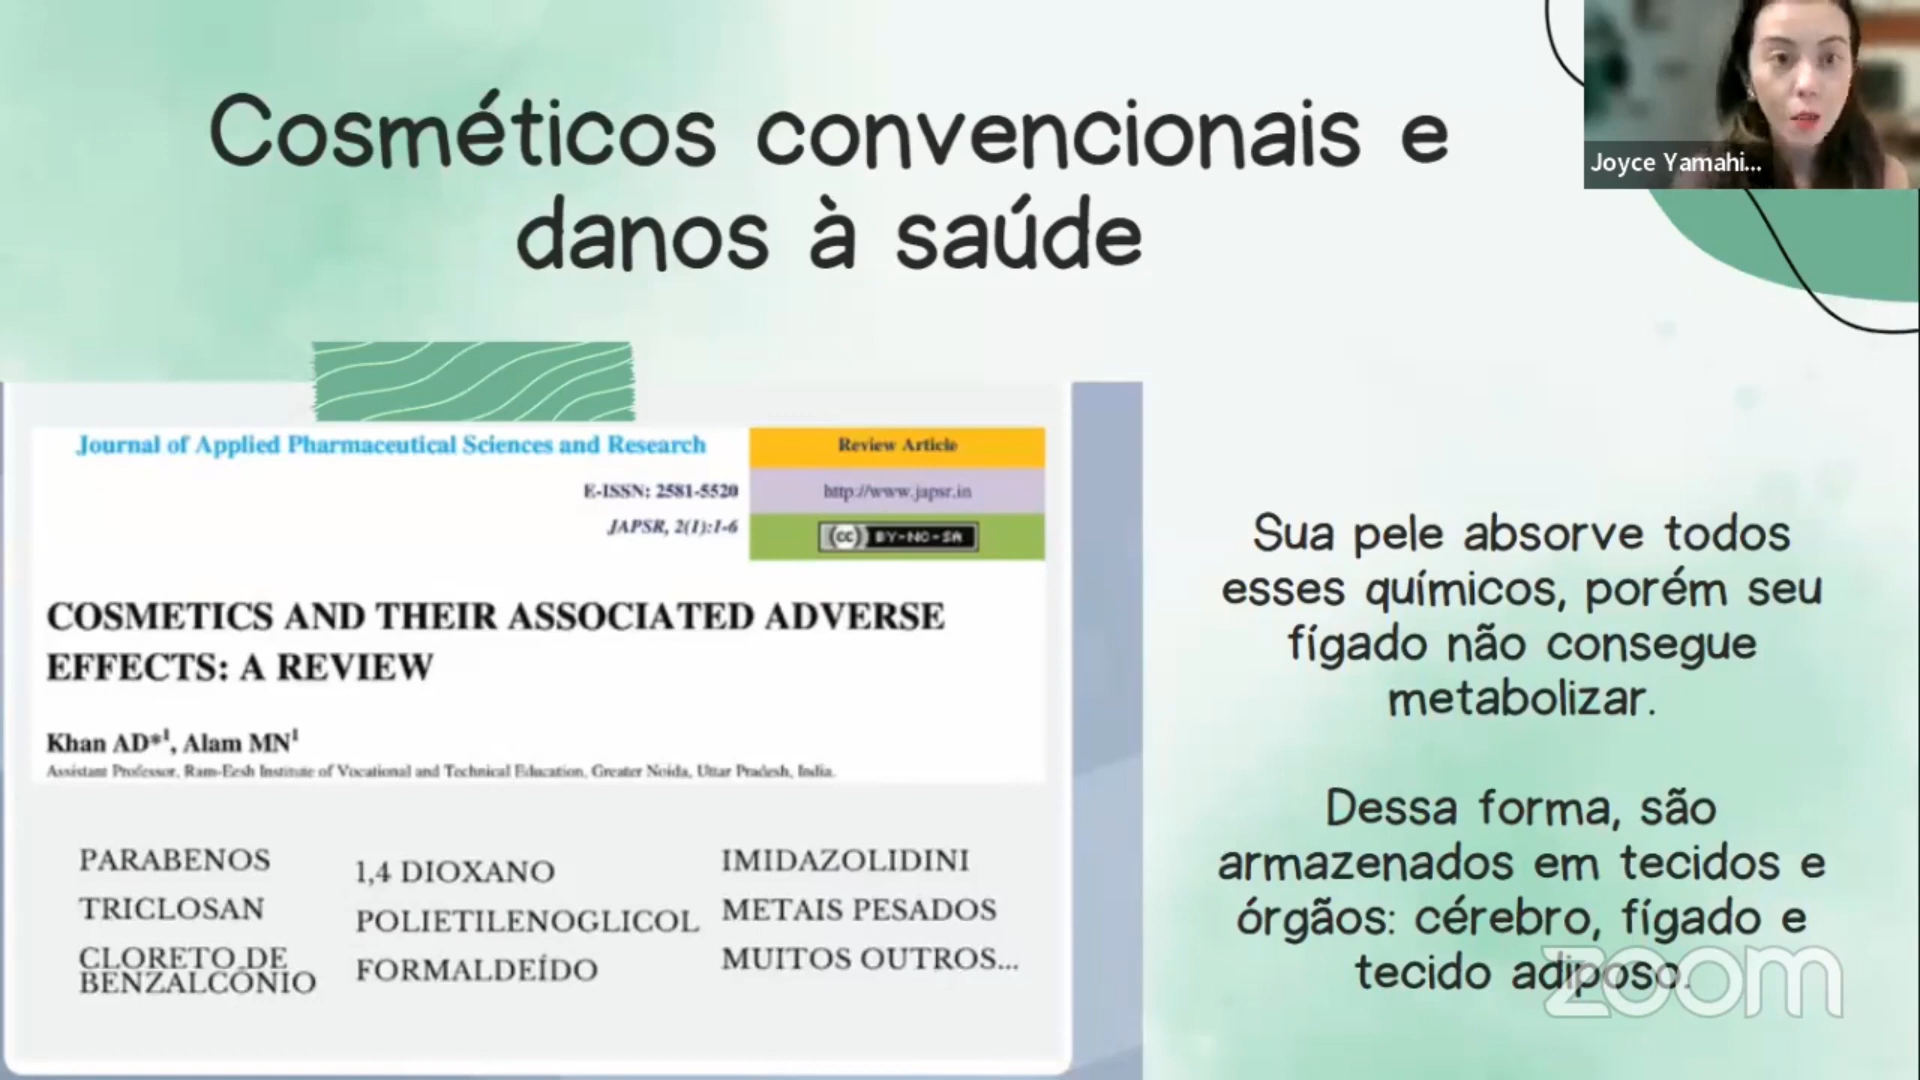 Cosméticos convencionais e
danos à saúde
Joyce Yamahi...
Journal of Applied Pharmaceutical Sciences and Research
Review Article
E-ISSN: 2581-5520
http://www.japsr.in
JAPSR, 2(1):1-6
(cc) BY-NC-SA
COSMETICS AND THEIR ASSOCIATED ADVERSE
EFFECTS: A REVIEW
Khan AD*1, Alam MN1
Assistant Professor, Ram-Eesh Institute of Vocational and Technical Education, Greater Noida, Uttar Pradesh, India.
PARABENOS
TRICLOSAN
CLORETO DE
BENZALCÔNIO
1,4 DIOXANO
POLIETILENOGLICOL
FORMALDEÍDO
IMIDAZOLIDINI
METAIS PESADOS
MUITOS OUTROS...
Sua pele absorve todos
esses químicos, porém seu
fígado não consegue
metabolizar.
Dessa forma, são
armazenados em tecidos e
órgãos: cérebro, fígado e
tecido adiposo.
zoom